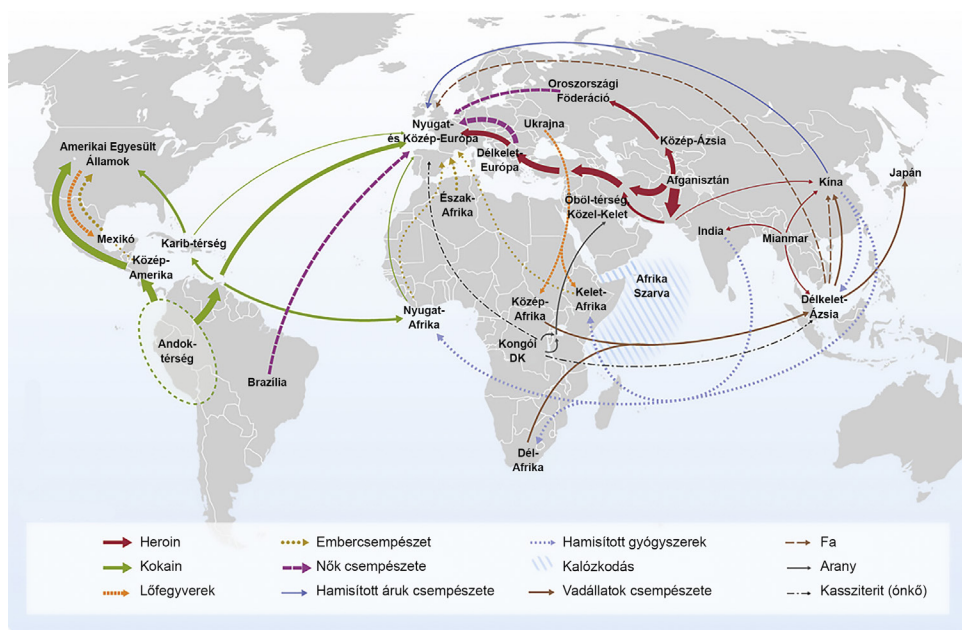 Oroszországi
Föderáció
Nyugat-
és Közép-Európa
Ukrajna
Amerikai Egyesült
Államok
Közép-Ázsia
Délkelet-
Európa
Japán
Afganisztán
Kína
Öböl-térség
Közel-Kelet
Észak-
Afrika
Mexikó
Karib-térség
India
Mianmar
Közép-
Amerika
Afrika
Szarva
Kelet-
Afrika
Közép-
Afrika
Délkelet-
Ázsia
Nyugat-
Afrika
Kongói
DK
Andok-
térség
Brazília
Dél-
Afrika
Heroin
Embercsempészet
Hamisított gyógyszerek
Fa
Kokain
Nők csempészete
Kalózkodás
Arany
Lőfegyverek
Hamisított áruk csempészete
Vadállatok csempészete
Kassziterit (ónkő)